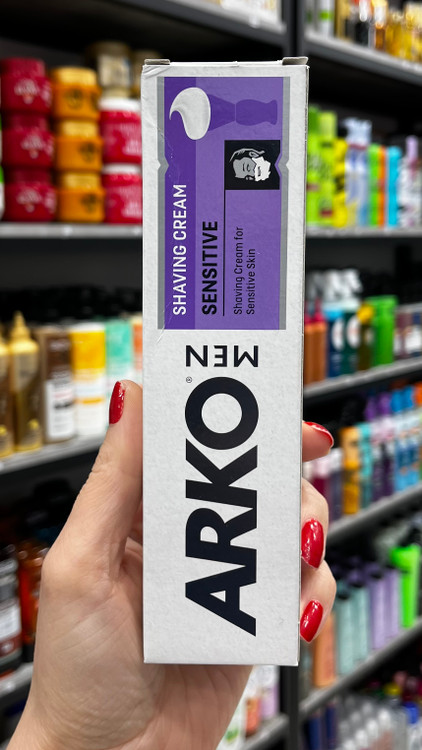 ARKO®
MEN
SHAVING CREAM
SENSITIVE
Shaving Cream for
Sensitive Skin